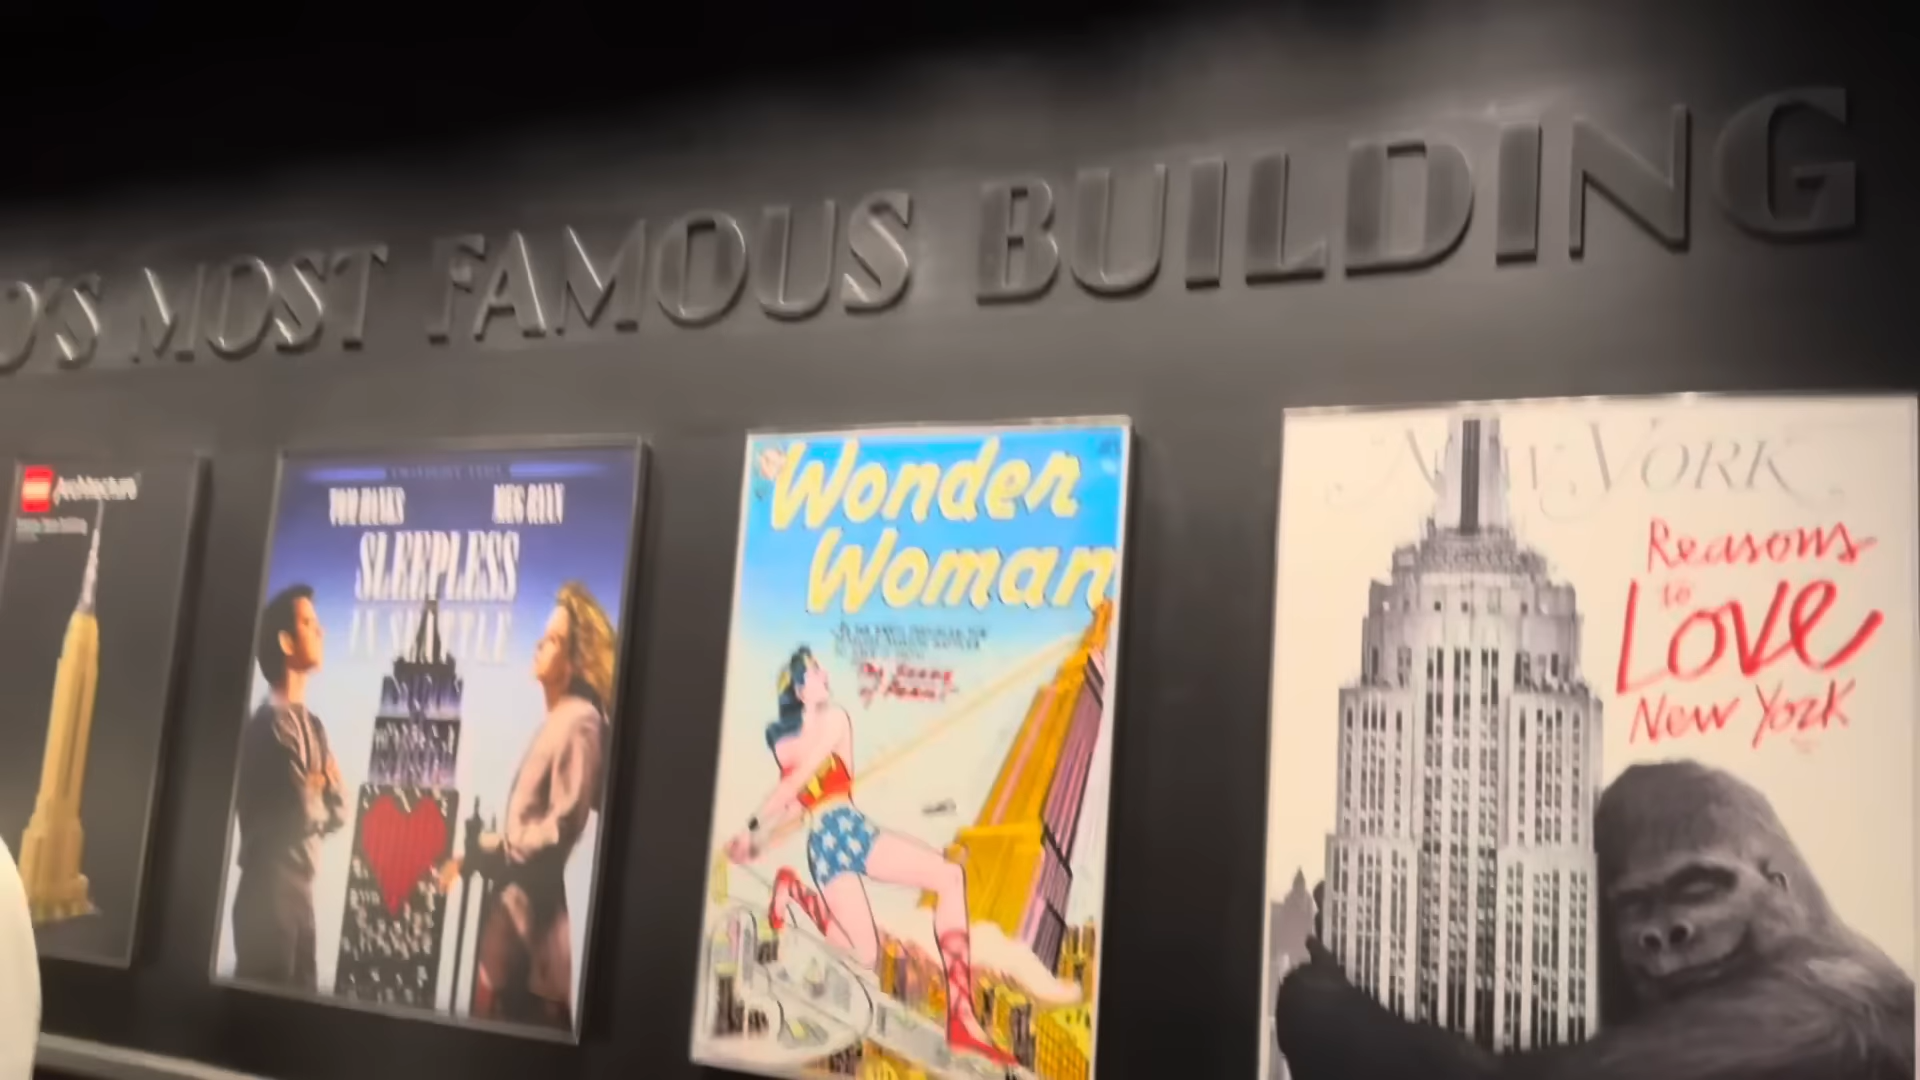 'S MOST FAMOUS BUILDING
Architecture
TOM HANKS
MEG RYAN
SLEEPLESS
IN SEATTLE
Wonder
Woman
NEW YORK
Reasons
to
Love
New York